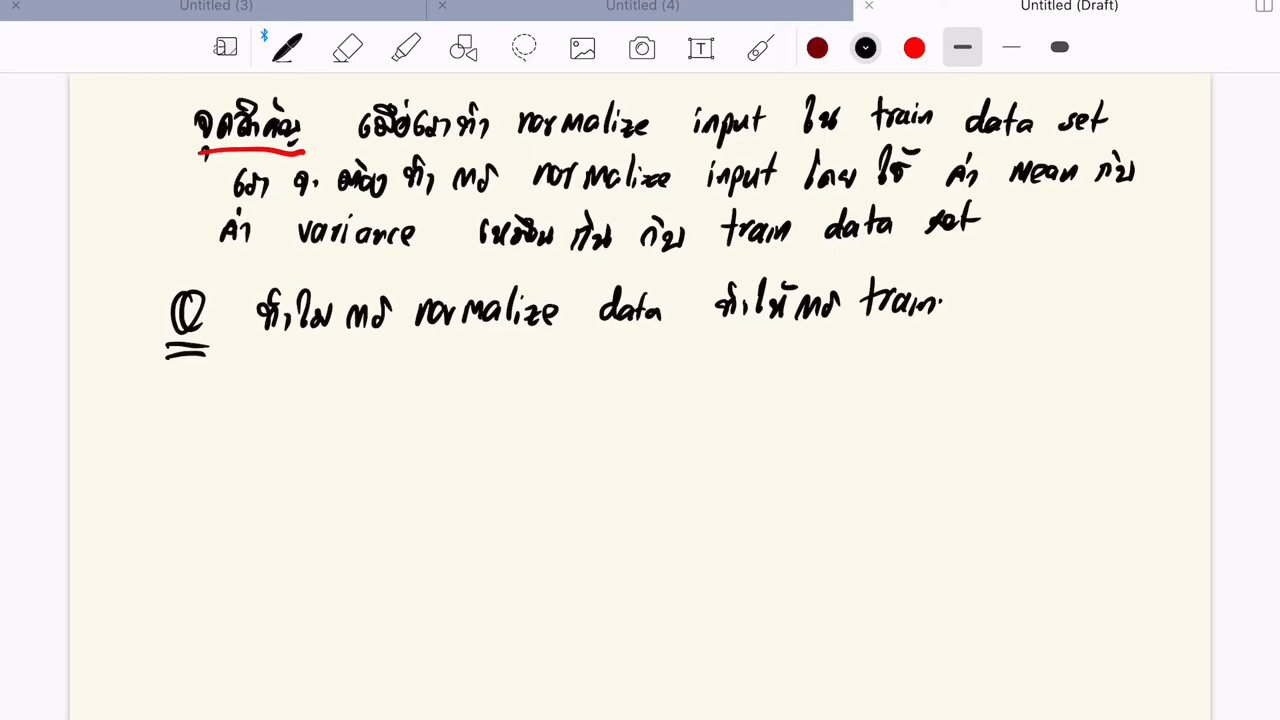 Untitled (3)
Untitled (4)
Untitled (Draft)
จุดสำคัญ เมื่อเราทำ normalize input ใน train data set
เรา จะ ต้อง ทำ การ normalize input โดย ใช้ ค่า mean กับ
ค่า variance เหมือน กัน กับ train data set
Q ทำไม การ normalize data ทำให้ การ train